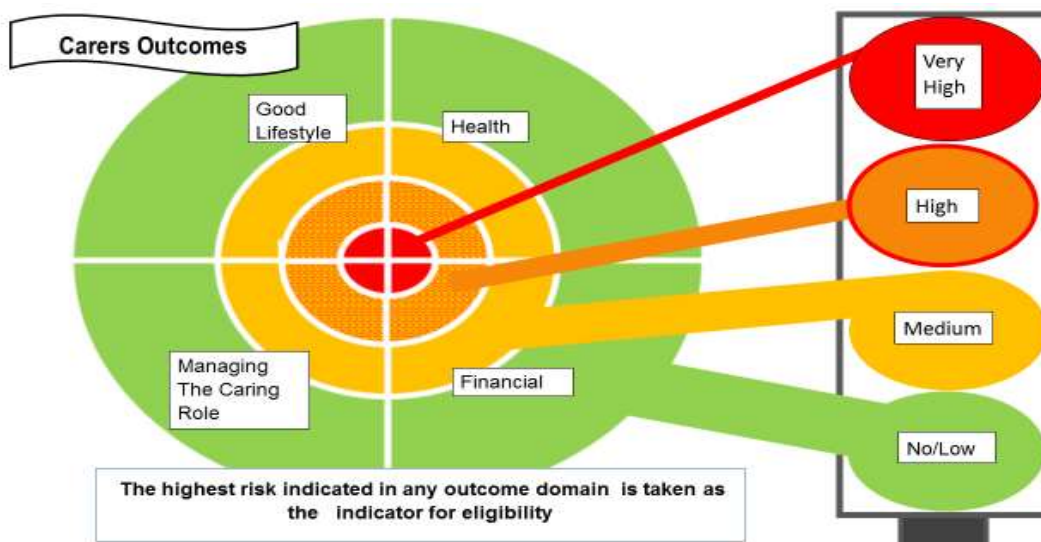 Carers Outcomes
Good
Lifestyle
Health
Managing
The Caring
Role
Financial
Very
High
High
Medium
No/Low
The highest risk indicated in any outcome domain is taken as
the indicator for eligibility